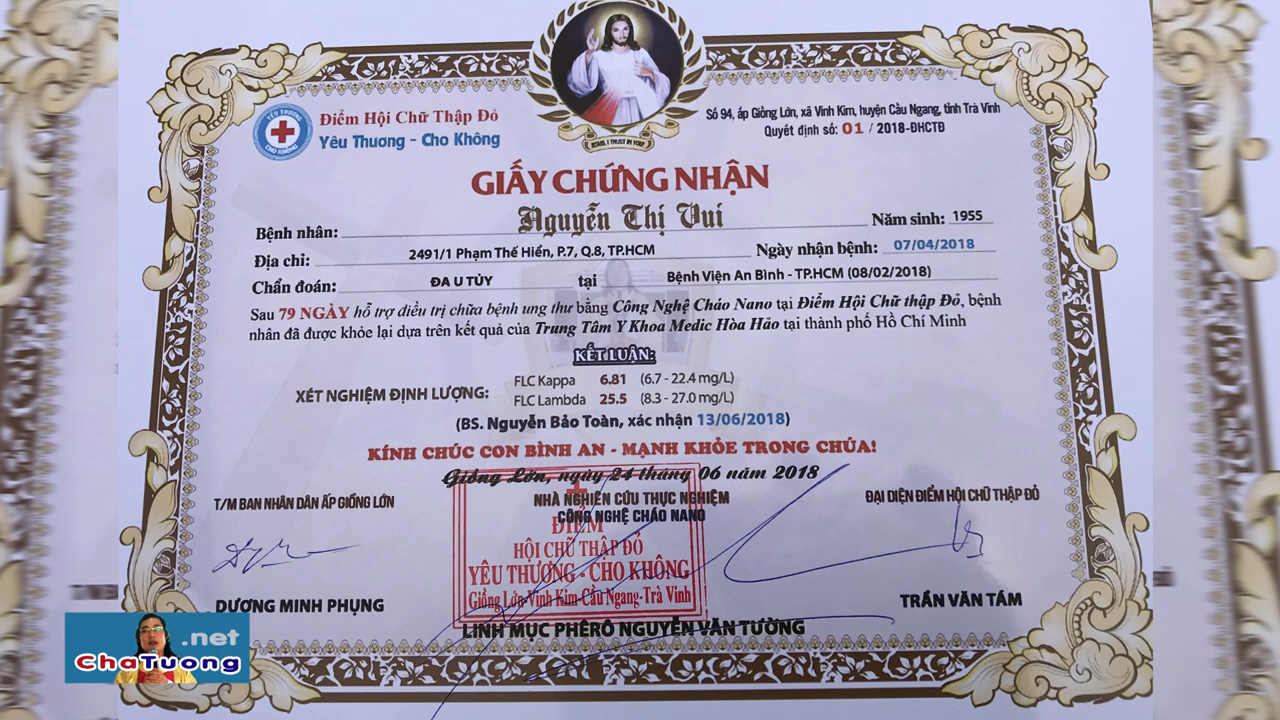 JESUS, I TRUST IN YOU!
YÊU THƯƠNG
CHO KHÔNG
Điểm Hội Chữ Thập Đỏ
Yêu Thương - Cho Không
Số 94, ấp Giồng Lớn, xã Vinh Kim, huyện Cầu Ngang, tỉnh Trà Vinh
Quyết định số: 01 / 2018-ĐHCTĐ
GIẤY CHỨNG NHẬN
Bệnh nhân: Nguyễn Thị Vui Năm sinh: 1955
Địa chỉ: 2491/1 Phạm Thế Hiển, P.7, Q.8, TP.HCM Ngày nhận bệnh: 07/04/2018
Chẩn đoán: ĐA U TỦY tại Bệnh Viện An Bình - TP.HCM (08/02/2018)
Sau 79 NGÀY hỗ trợ điều trị chữa bệnh ung thư bằng Công Nghệ Cháo Nano tại Điểm Hội Chữ thập Đỏ, bệnh
nhân đã được khỏe lại dựa trên kết quả của Trung Tâm Y Khoa Medic Hòa Hảo tại thành phố Hồ Chí Minh
KẾT LUẬN:
XÉT NGHIỆM ĐỊNH LƯỢNG:
FLC Kappa 6.81 (6.7 - 22.4 mg/L)
FLC Lambda 25.5 (8.3 - 27.0 mg/L)
(BS. Nguyễn Bảo Toàn, xác nhận 13/06/2018)
KÍNH CHÚC CON BÌNH AN - MẠNH KHỎE TRONG CHÚA!
Giồng Lớn, ngày 24 tháng 06 năm 2018
T/M BAN NHÂN DÂN ẤP GIỒNG LỚN
NHÀ NGHIÊN CỨU THỰC NGHIỆM
CÔNG NGHỆ CHÁO NANO
ĐẠI DIỆN ĐIỂM HỘI CHỮ THẬP ĐỎ
ĐIỂM
HỘI CHỮ THẬP ĐỎ
YÊU THƯƠNG - CHO KHÔNG
Giồng Lớn-Vinh Kim-Cầu Ngang-Trà Vinh
DƯƠNG MINH PHỤNG
LINH MỤC PHÊRÔ NGUYỄN VĂN TƯỜNG
TRẦN VĂN TÁM
.net
ChaTuong